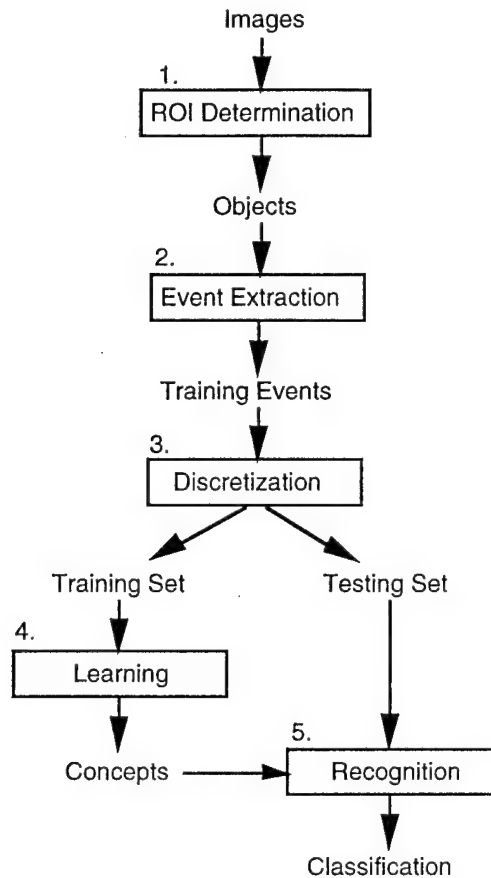 Images
1.
ROI Determination
Objects
2.
Event Extraction
Training Events
3.
Discretization
Training Set
Testing Set
4.
Learning
5.
Concepts
Recognition
Classification